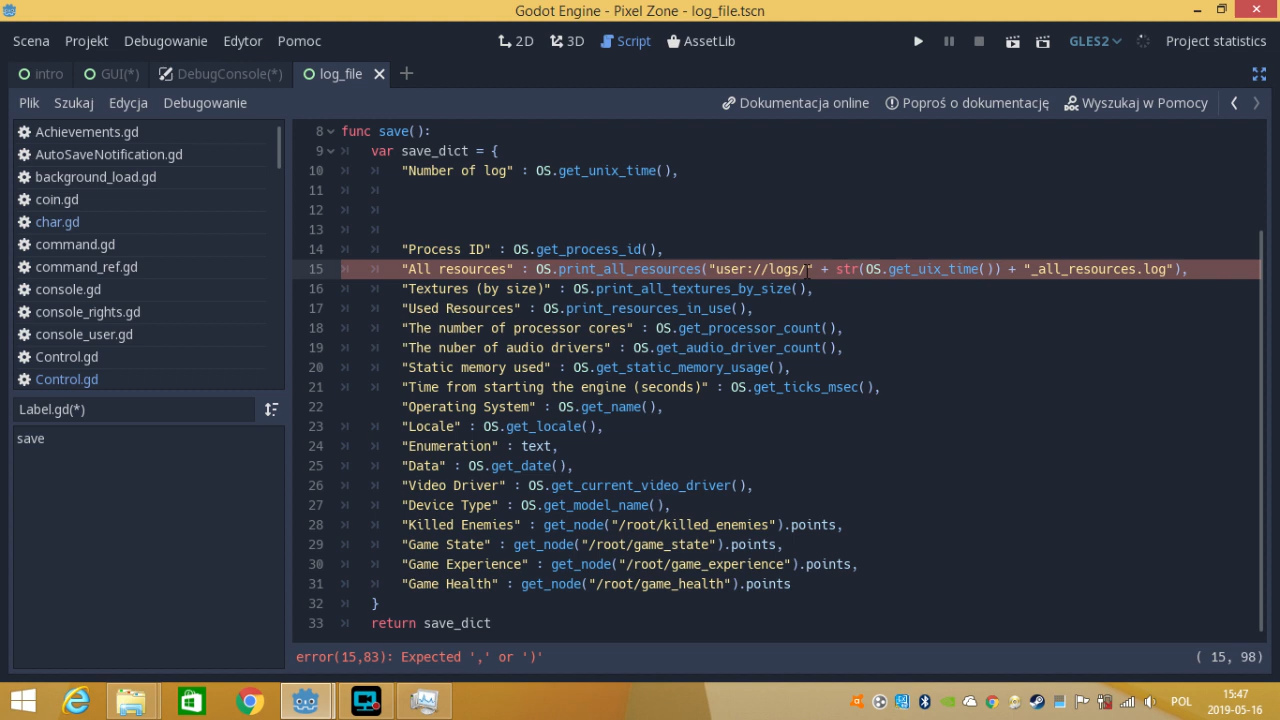 Godot Engine - Pixel Zone - log_file.tscn
Scena Projekt Debugowanie Edytor Pomoc 2D 3D Script AssetLib GLES2 Project statistics
intro GUI(*) DebugConsole(*) log_file
Plik Szukaj Edycja Debugowanie Dokumentacja online Poproś o dokumentację Wyszukaj w Pomocy
Achievements.gd
AutoSaveNotification.gd
background_load.gd
coin.gd
char.gd
command.gd
command_ref.gd
console.gd
console_rights.gd
console_user.gd
Control.gd
Control.gd
Label.gd(*)
save
8 func save():
9 var save_dict = {
10 "Number of log" : OS.get_unix_time(),
11
12
13
14 "Process ID" : OS.get_process_id(),
15 "All resources" : OS.print_all_resources("user://logs/" + str(OS.get_uix_time()) + "_all_resources.log"),
16 "Textures (by size)" : OS.print_all_textures_by_size(),
17 "Used Resources" : OS.print_resources_in_use(),
18 "The number of processor cores" : OS.get_processor_count(),
19 "The nuber of audio drivers" : OS.get_audio_driver_count(),
20 "Static memory used" : OS.get_static_memory_usage(),
21 "Time from starting the engine (seconds)" : OS.get_ticks_msec(),
22 "Operating System" : OS.get_name(),
23 "Locale" : OS.get_locale(),
24 "Enumeration" : text,
25 "Data" : OS.get_date(),
26 "Video Driver" : OS.get_current_video_driver(),
27 "Device Type" : OS.get_model_name(),
28 "Killed Enemies" : get_node("/root/killed_enemies").points,
29 "Game State" : get_node("/root/game_state").points,
30 "Game Experience" : get_node("/root/game_experience").points,
31 "Game Health" : get_node("/root/game_health").points
32 }
33 return save_dict
error(15,83): Expected ',' or ')' ( 15, 98)
POL 15:47
2019-05-16